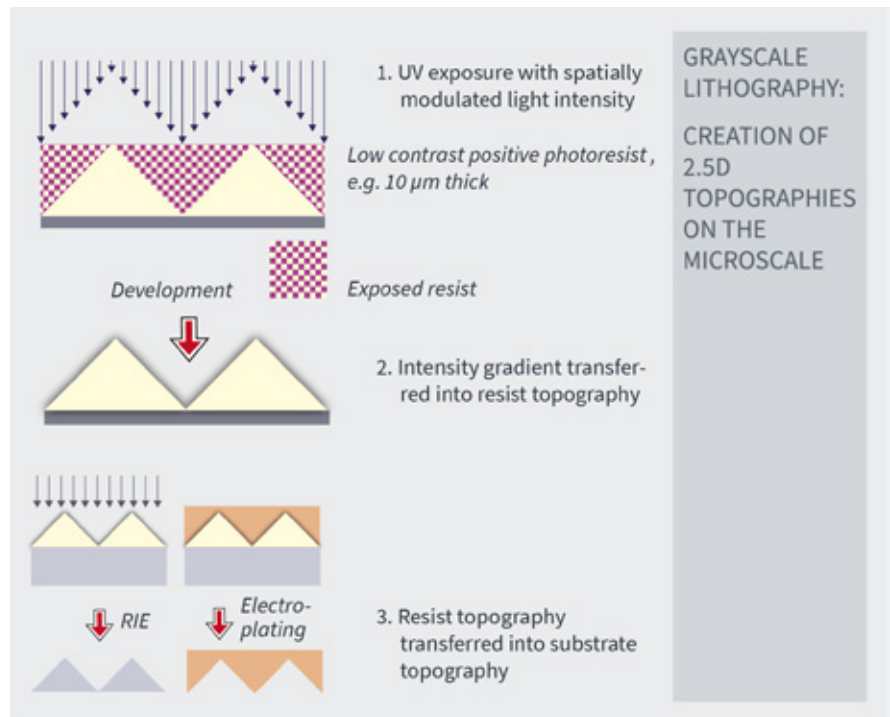 1. UV exposure with spatially
modulated light intensity
Low contrast positive photoresist ,
e.g. 10 µm thick
Development
Exposed resist
2. Intensity gradient transfer-
red into resist topography
RIE
Electro-
plating
3. Resist topography
transferred into substrate
topography
GRAYSCALE
LITHOGRAPHY:
CREATION OF
2.5D
TOPOGRAPHIES
ON THE
MICROSCALE